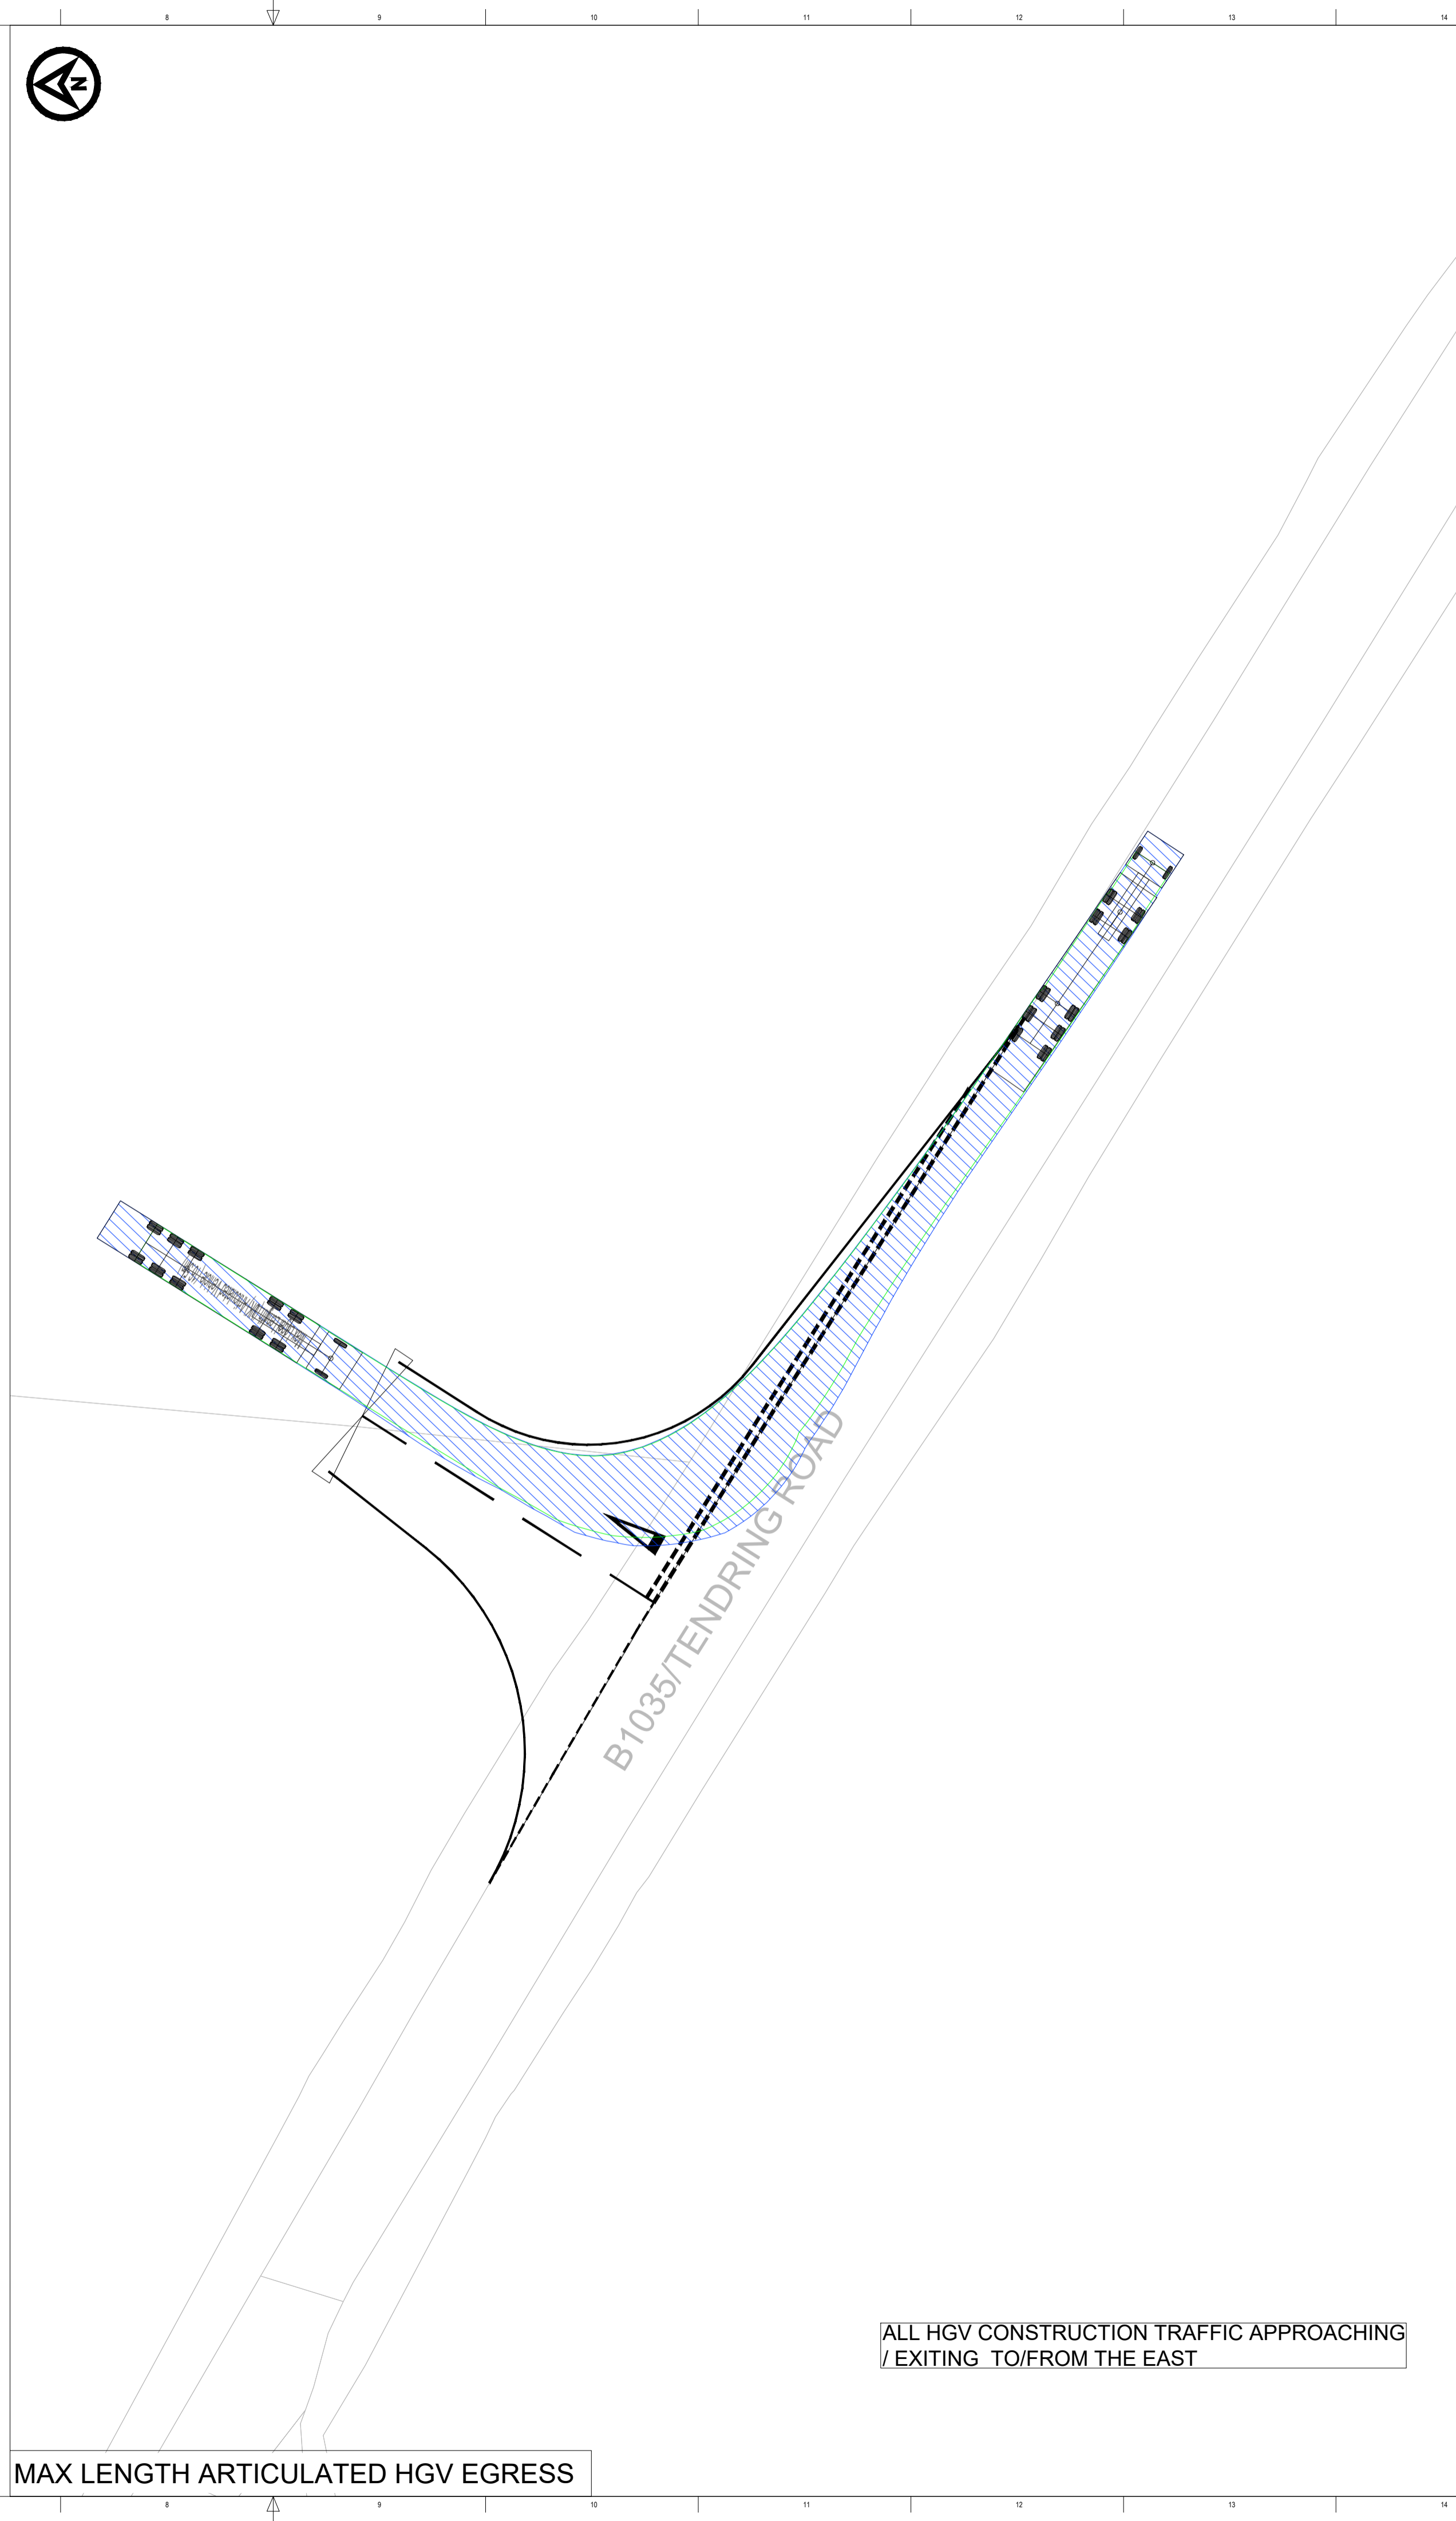 8 9 10 11 12 13 14
N
B1035/TENDRING ROAD
ALL HGV CONSTRUCTION TRAFFIC APPROACHING
/ EXITING TO/FROM THE EAST
MAX LENGTH ARTICULATED HGV EGRESS
8 9 10 11 12 13 14